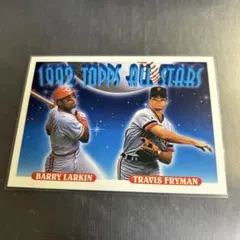 1992 TOPPS ALL STARS
BARRY LARKIN
TRAVIS FRYMAN